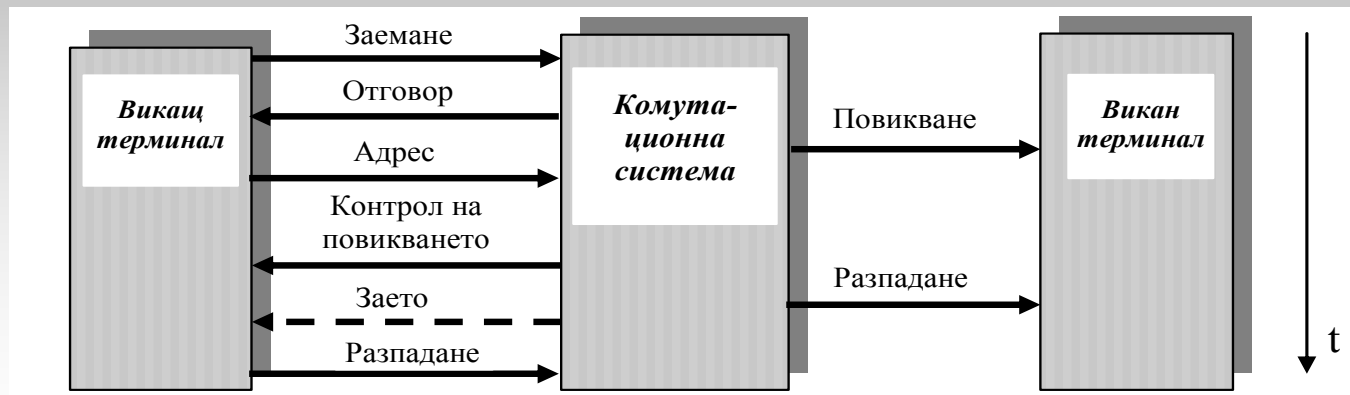 Заемане
Отговор
Адрес
Контрол на
повикването
Заето
Разпадане
Викащ
терминал
Комута-
ционна
система
Повикване
Разпадане
Викан
терминал
t